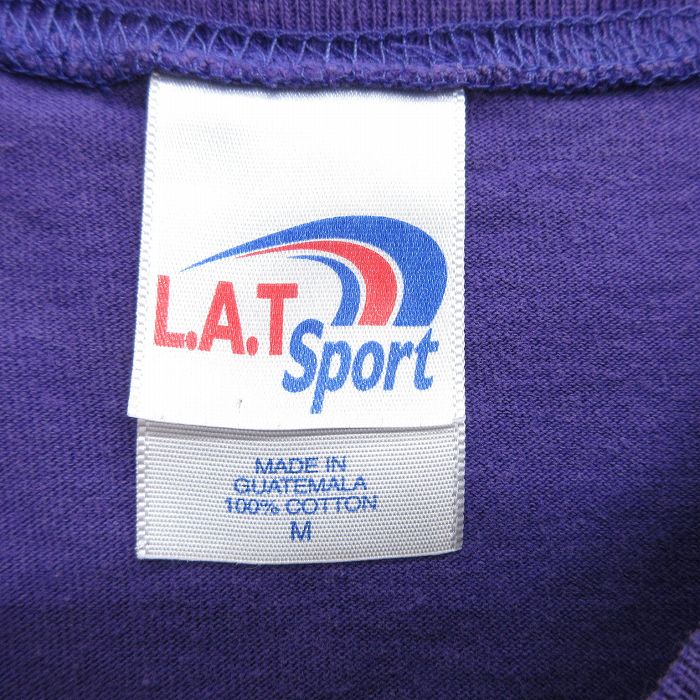 L.A.T
Sport
MADE IN
GUATEMALA
100% COTTON
M